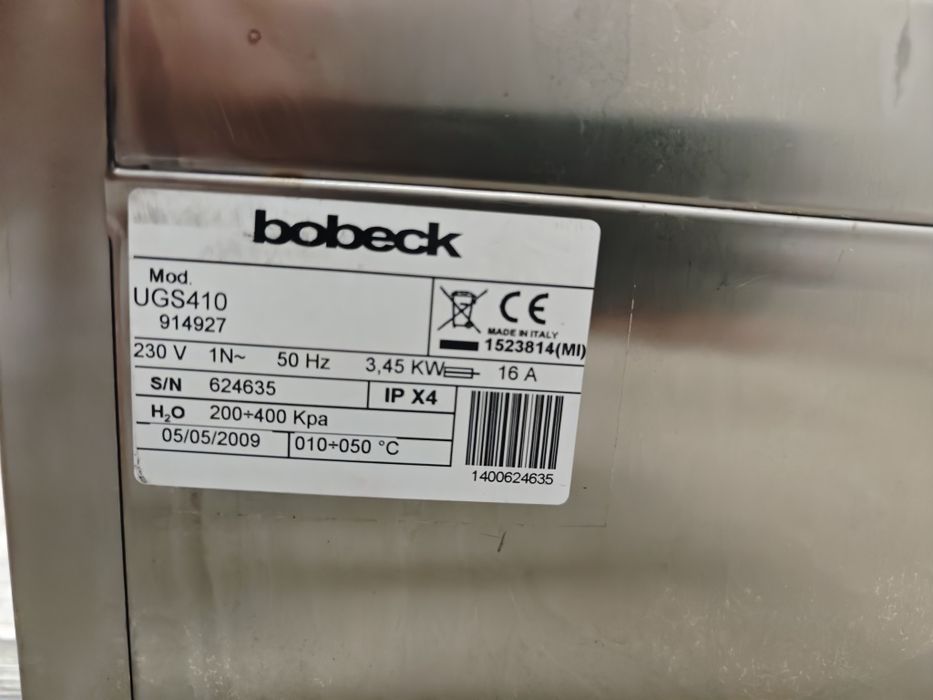 bobeck
Mod.
UGS410
914927
CE
MADE IN ITALY
1523814(MI)
230 V 1N~ 50 Hz 3,45 KW 16 A
S/N 624635
IP X4
H₂O 200÷400 Kpa
05/05/2009
010÷050 °C
1400624635